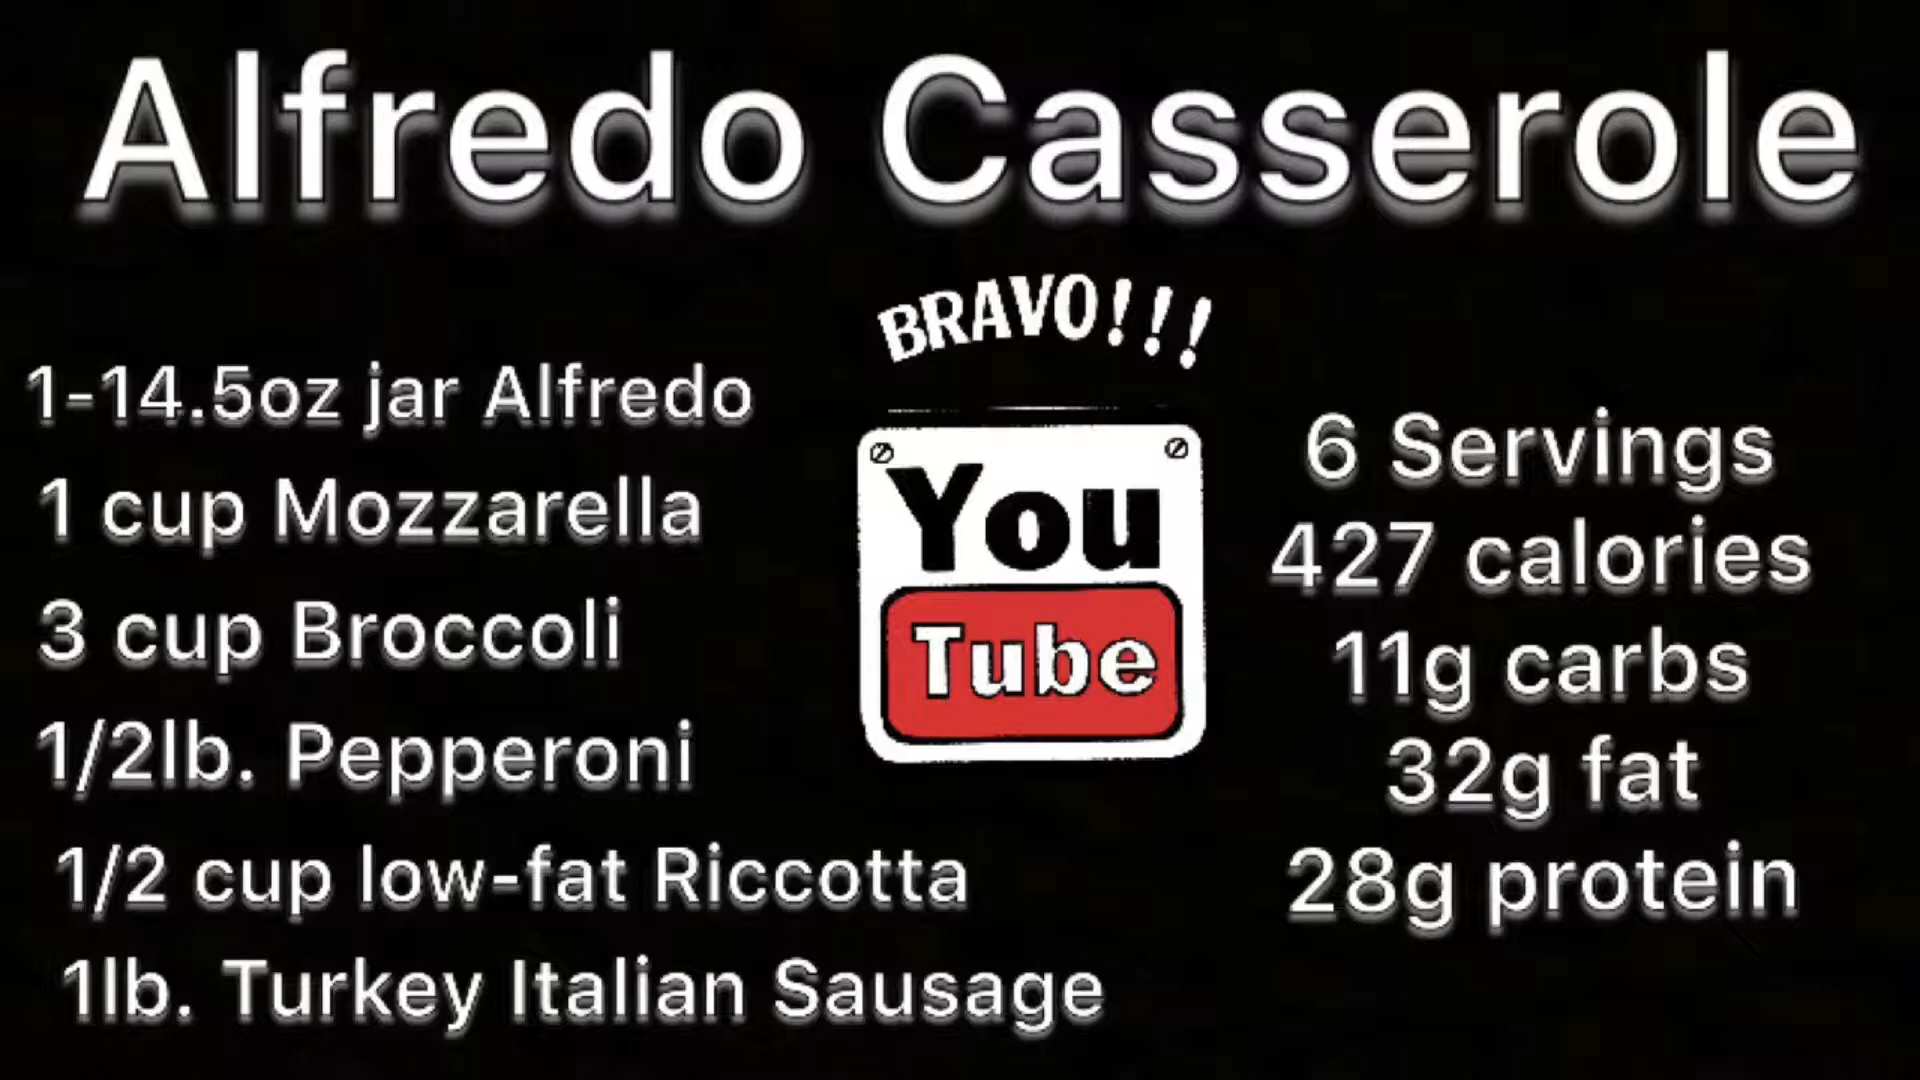 Alfredo Casserole
BRAVO!!!
1-14.5oz jar Alfredo
1 cup Mozzarella
3 cup Broccoli
1/2lb. Pepperoni
1/2 cup low-fat Riccotta
1lb. Turkey Italian Sausage
You
Tube
6 Servings
427 calories
11g carbs
32g fat
28g protein